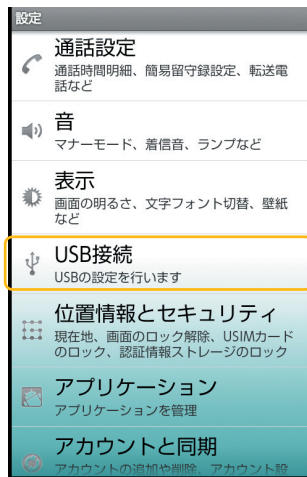 設定
通話設定
通話時間明細、簡易留守録設定、転送電
話など
音
マナーモード、着信音、ランプなど
表示
画面の明るさ、文字フォント切替、壁紙
など
USB接続
USBの設定を行います
位置情報とセキュリティ
現在地、画面のロック解除、USIMカード
のロック、認証情報ストレージのロック
アプリケーション
アプリケーションを管理
アカウントと同期
アカウントの追加や削除、アカウント設